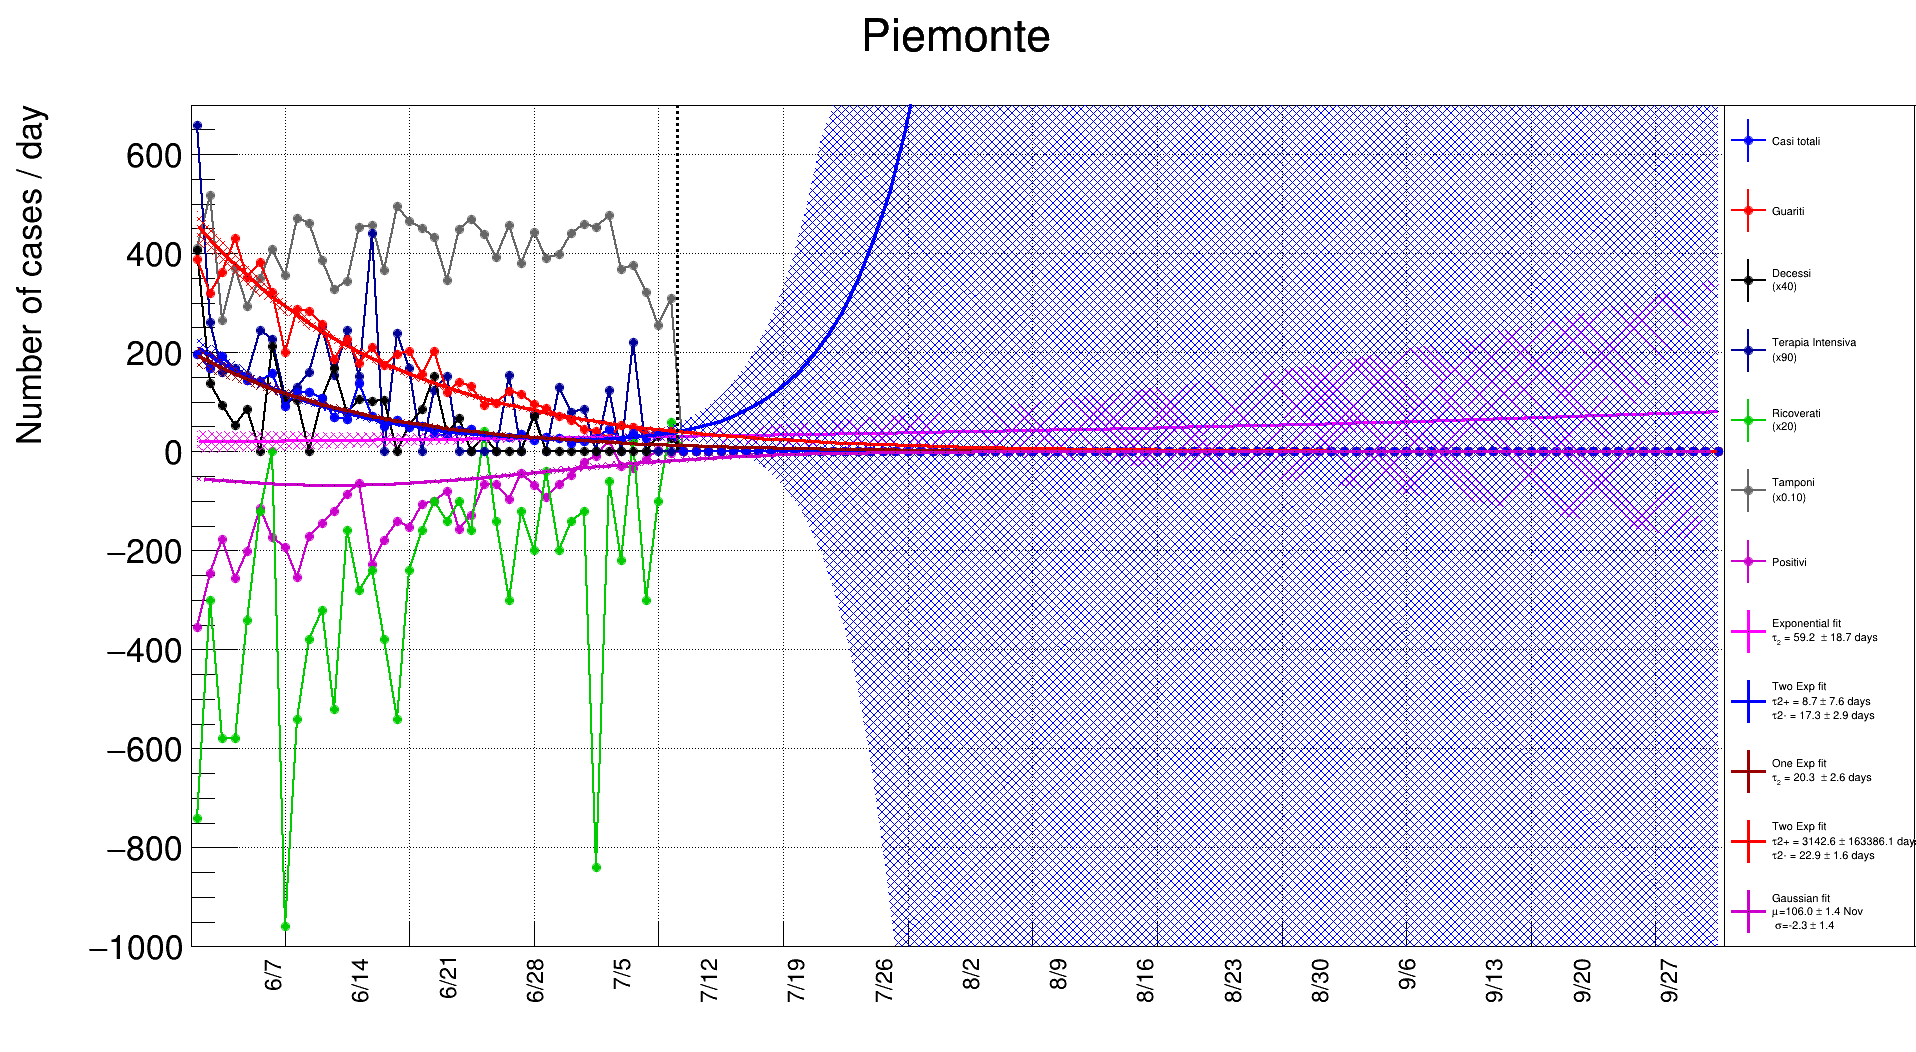 Piemonte
Number of cases / day
600
400
200
0
−200
−400
−600
−800
−1000
6/7
6/14
6/21
6/28
7/5
7/12
7/19
7/26
8/2
8/9
8/16
8/23
8/30
9/6
9/13
9/20
9/27
Casi totali
Guariti
Decessi
(x40)
Terapia Intensiva
(x90)
Ricoverati
(x20)
Tamponi
(x0.10)
Positivi
Exponential fit
τ2 = 59.2 ± 18.7 days
Two Exp fit
τ2+ = 8.7 ± 7.6 days
τ2- = 17.3 ± 2.9 days
One Exp fit
τ2 = 20.3 ± 2.6 days
Two Exp fit
τ2+ = 3142.6 ± 163386.1 day
τ2- = 22.9 ± 1.6 days
Gaussian fit
μ=106.0 ± 1.4 Nov
σ=-2.3 ± 1.4